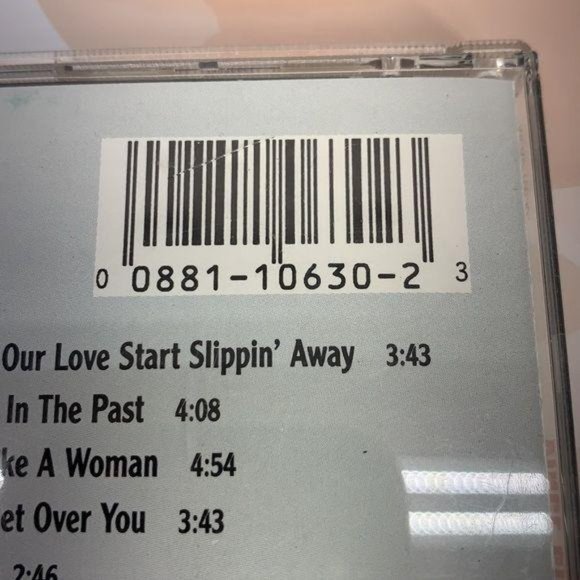 0 0881-10630-2 3
Our Love Start Slippin' Away 3:43
In The Past 4:08
ke A Woman 4:54
et Over You 3:43
2:46